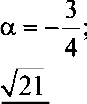 α = -3/4;
√21